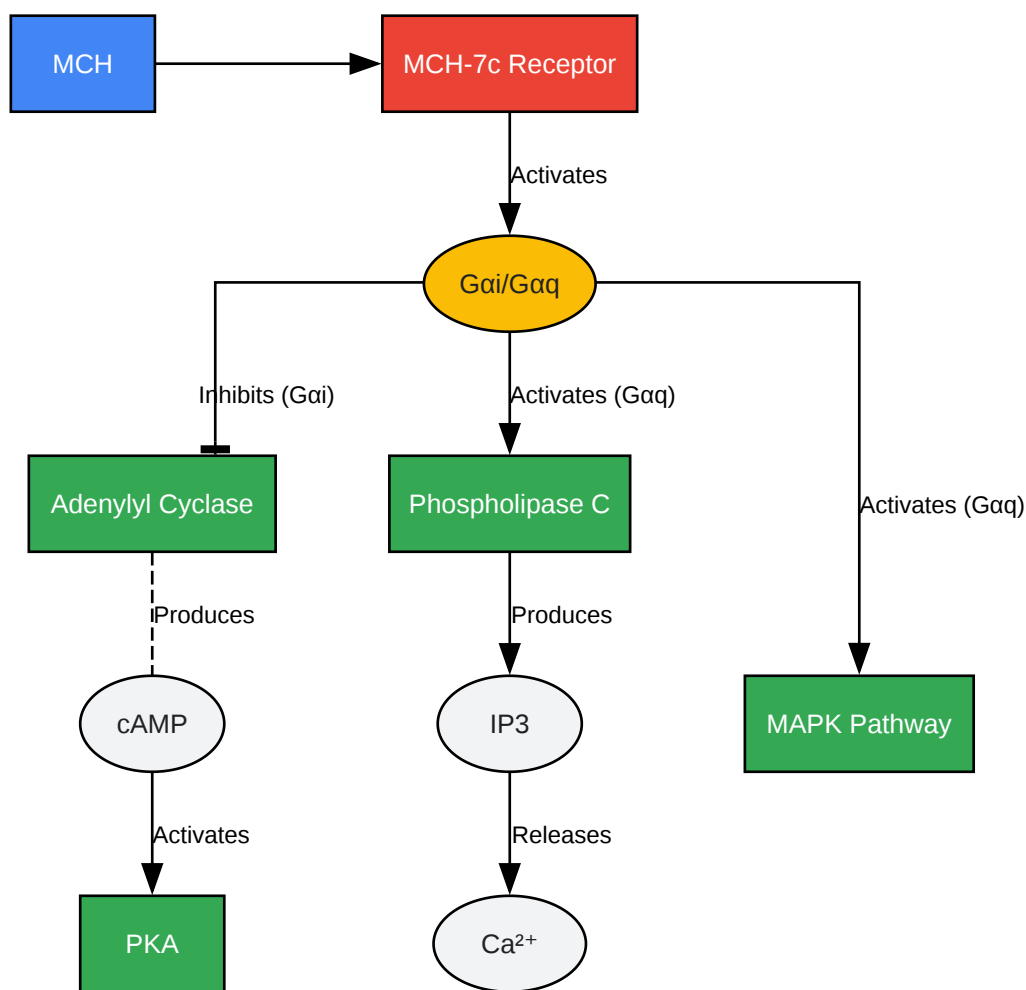 MCH
MCH-7c Receptor
Activates
Gαi/Gαq
Inhibits (Gαi)
Activates (Gαq)
Adenylyl Cyclase
Phospholipase C
Activates (Gαq)
Produces
Produces
cAMP
IP3
MAPK Pathway
Activates
Releases
PKA
Ca²⁺